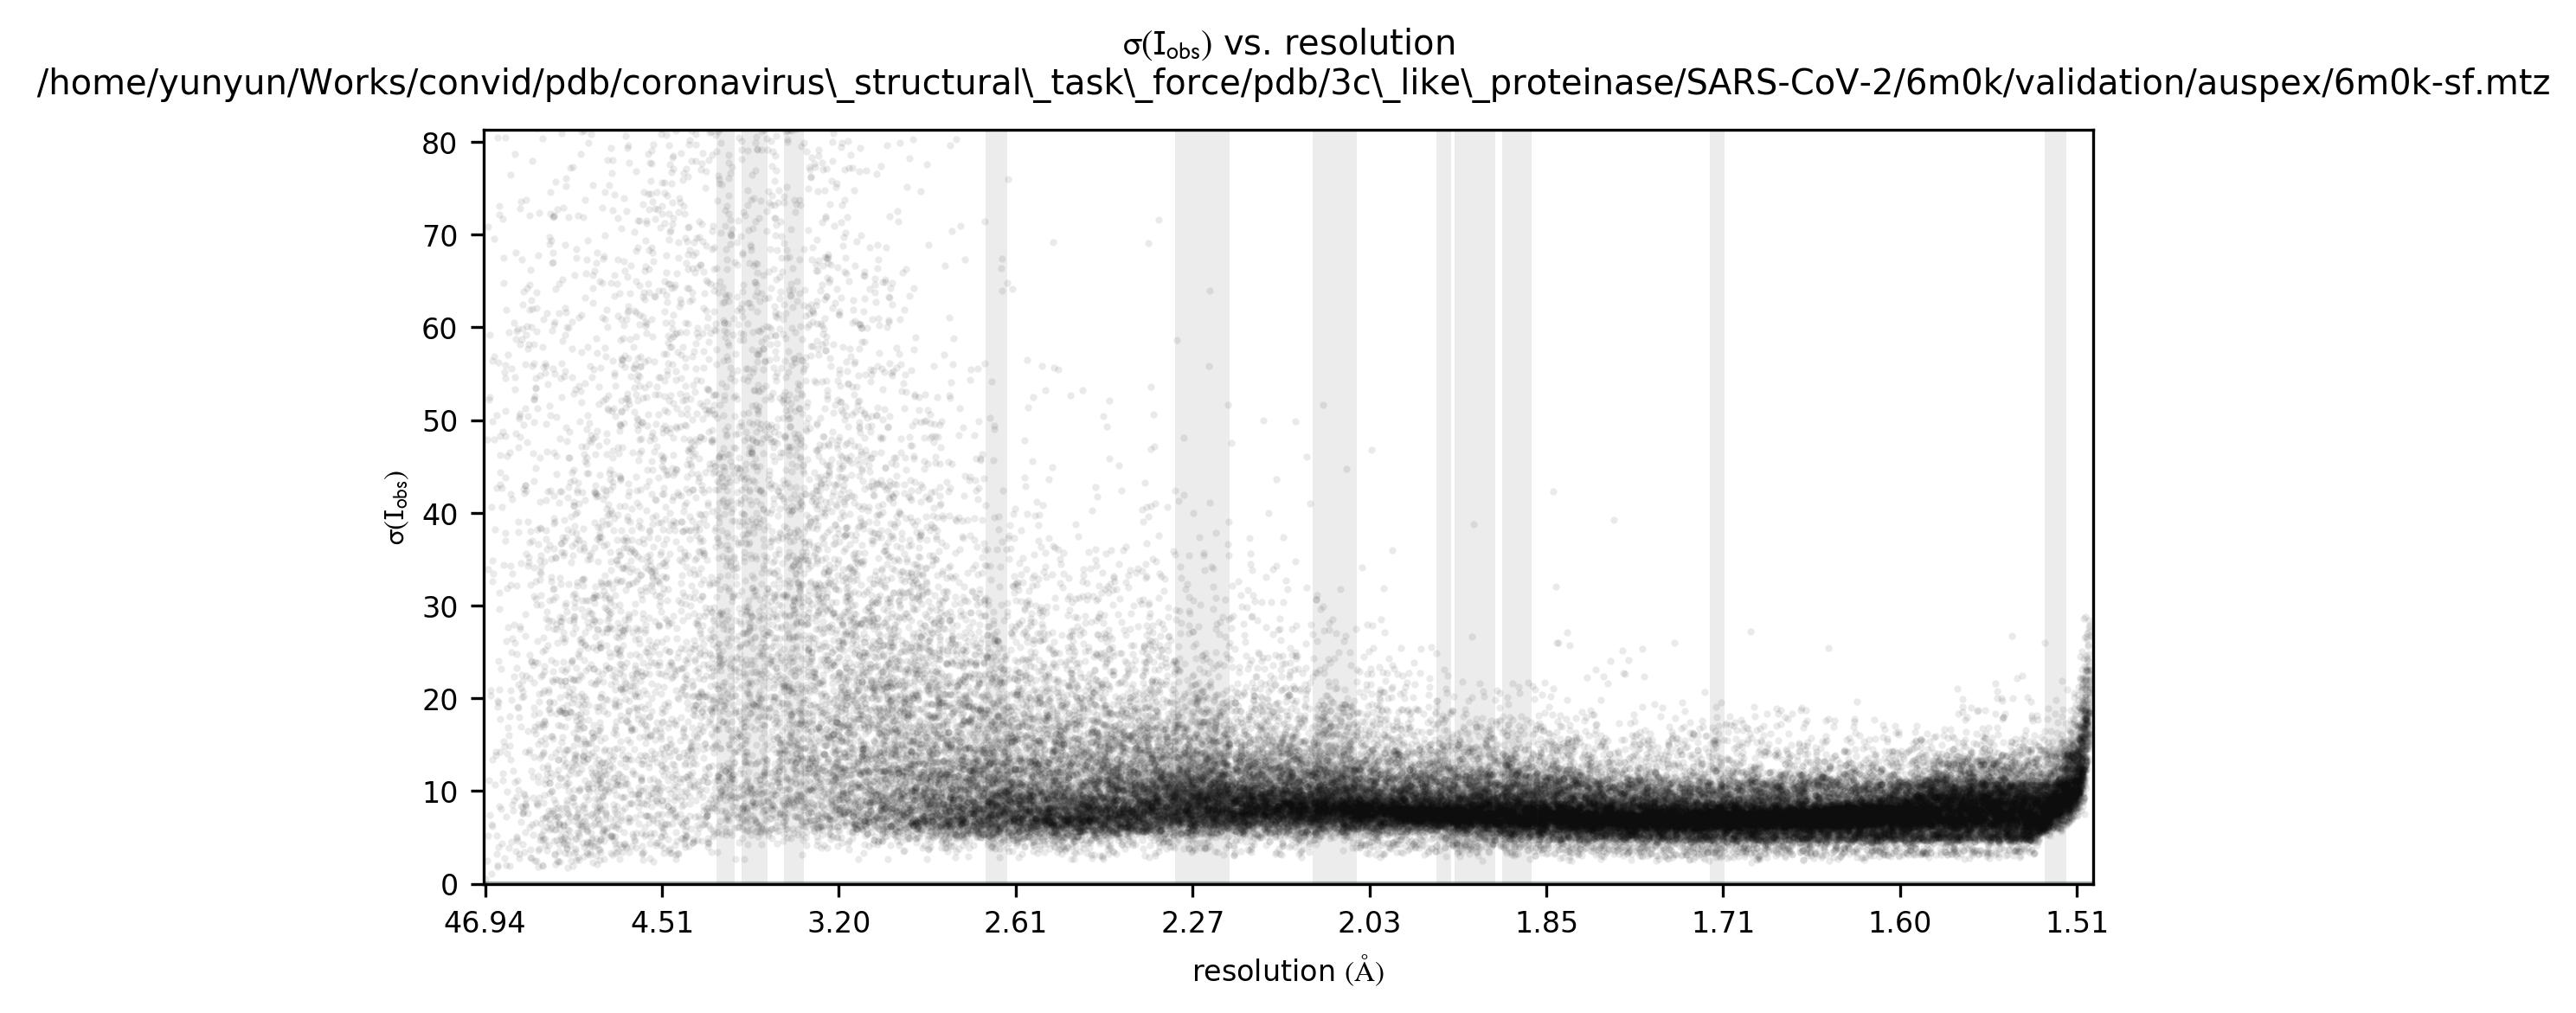 σ(I_obs) vs. resolution
/home/yunyun/Works/convid/pdb/coronavirus\_structural\_task\_force/pdb/3c\_like\_proteinase/SARS-CoV-2/6m0k/validation/auspex/6m0k-sf.mtz
σ(I_obs)
80
70
60
50
40
30
20
10
0
46.94 4.51 3.20 2.61 2.27 2.03 1.85 1.71 1.60 1.51
resolution (Å)